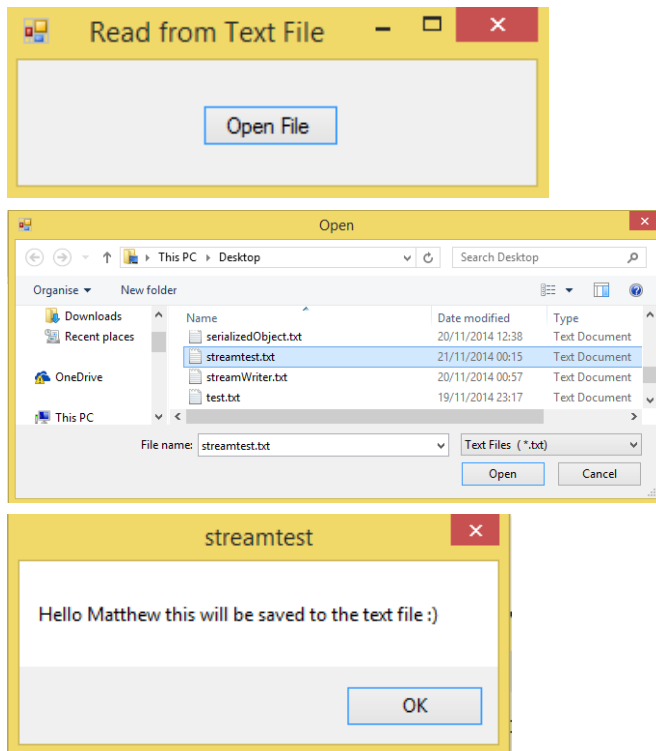 Read from Text File
Open File
Open
This PC Desktop Search Desktop
Organise New folder
Downloads
Recent places
OneDrive
This PC
Name Date modified Type
serializedObject.txt 20/11/2014 12:38 Text Document
streamtest.txt 21/11/2014 00:15 Text Document
streamWriter.txt 20/11/2014 00:57 Text Document
test.txt 19/11/2014 23:17 Text Document
File name: streamtest.txt Text Files (*.txt)
Open Cancel
streamtest
Hello Matthew this will be saved to the text file :)
OK